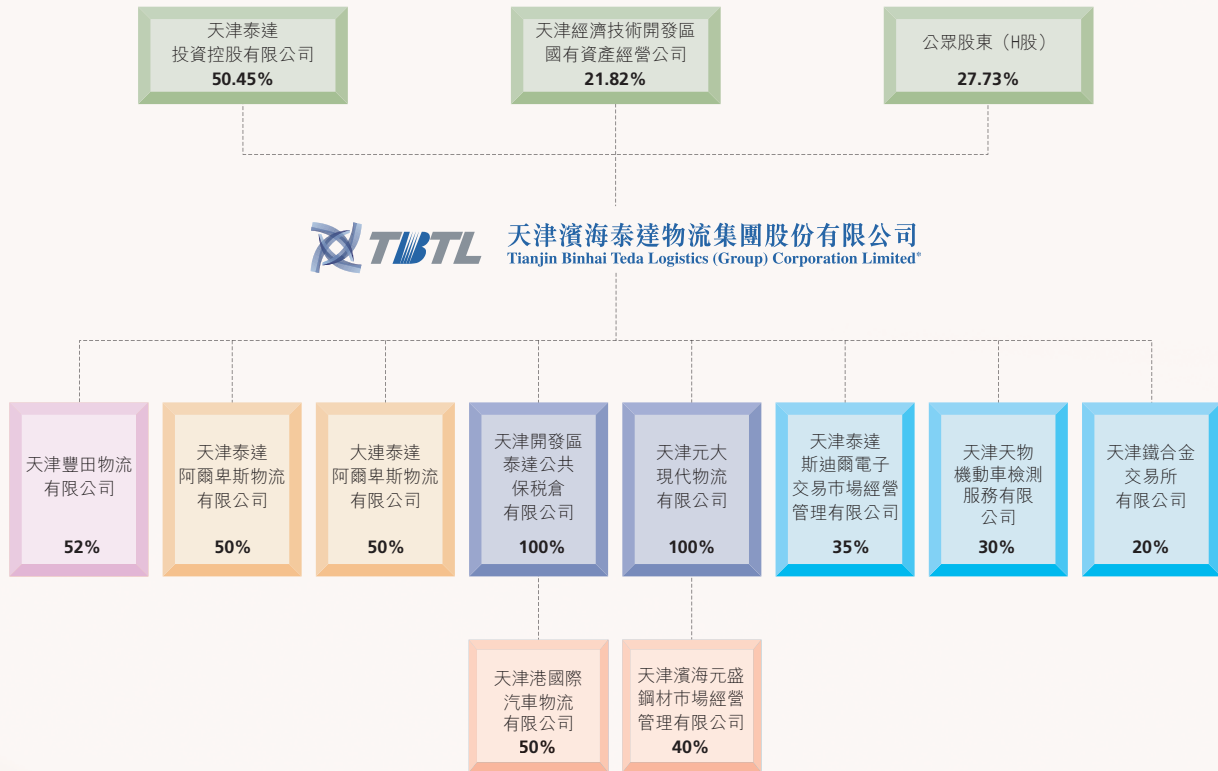 天津泰達
投資控股有限公司
50.45%
天津經濟技術開發區
國有資產經營公司
21.82%
公眾股東（H股）
27.73%
TBTL
天津濱海泰達物流集團股份有限公司
Tianjin Binhai Teda Logistics (Group) Corporation Limited*
天津豐田物流
有限公司
52%
天津泰達
阿爾卑斯物流
有限公司
50%
大連泰達
阿爾卑斯物流
有限公司
50%
天津開發區
泰達公共
保税倉
有限公司
100%
天津元大
現代物流
有限公司
100%
天津泰達
斯迪爾電子
交易市場經營
管理有限公司
35%
天津天物
機動車檢測
服務有限
公司
30%
天津鐵合金
交易所
有限公司
20%
天津港國際
汽車物流
有限公司
50%
天津濱海元盛
鋼材市場經營
管理有限公司
40%